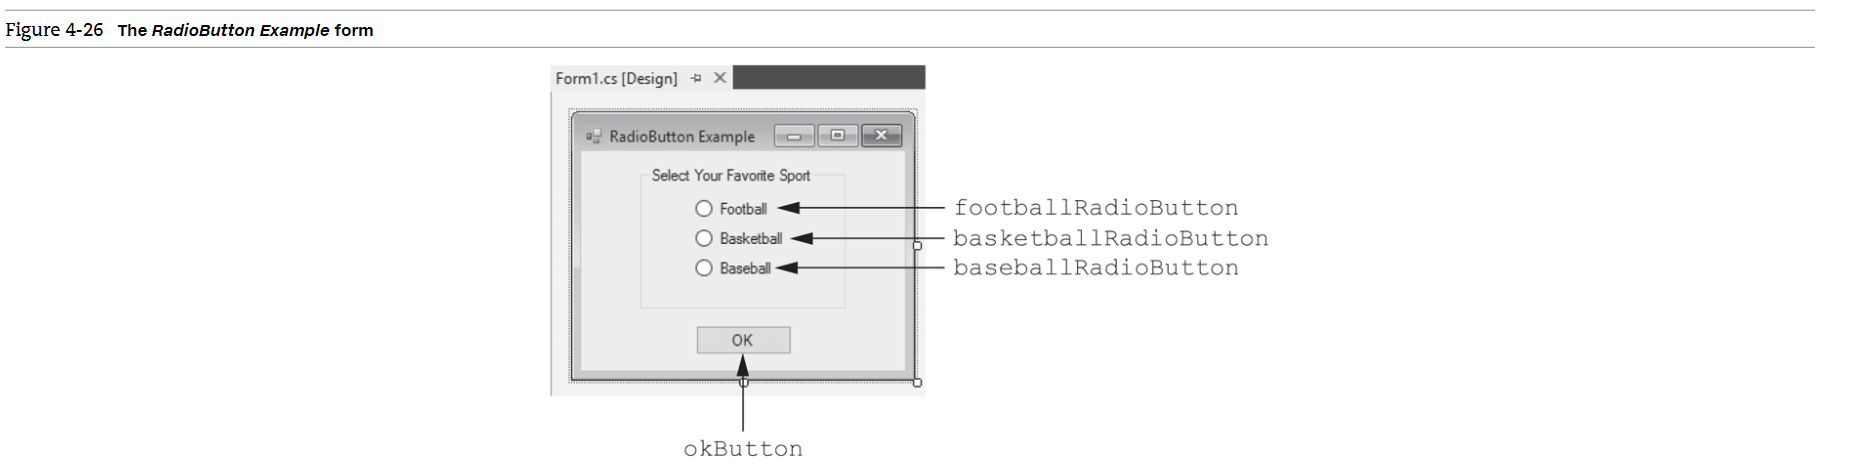 Figure 4-26 The RadioButton Example form
Form1.cs [Design]
RadioButton Example
Select Your Favorite Sport
Football
footballRadioButton
Basketball
basketballRadioButton
Baseball
baseballRadioButton
OK
okButton